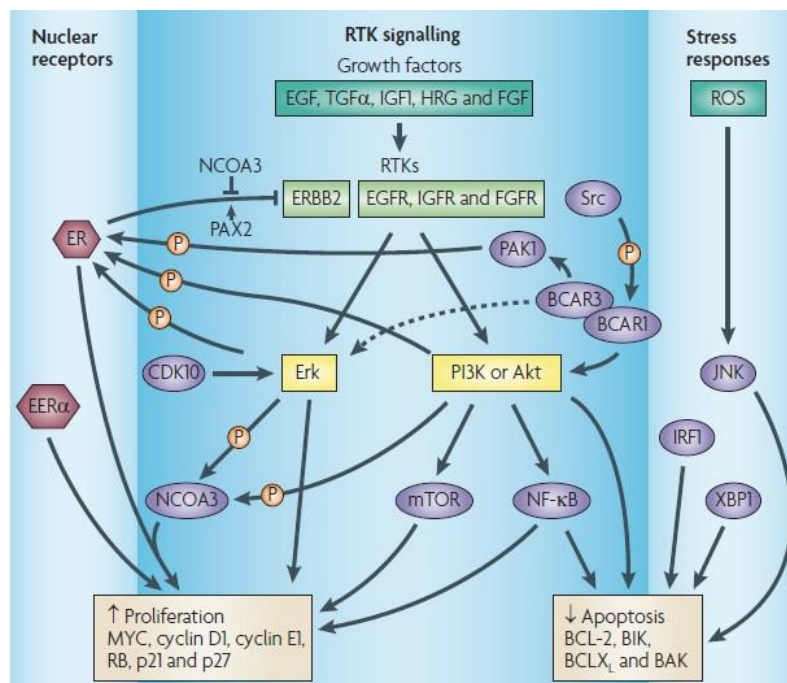 Nuclear
receptors
RTK signalling
Growth factors
EGF, TGFα, IGF1, HRG and FGF
Stress
responses
ROS
RTKs
NCOA3
ERBB2
EGFR, IGFR and FGFR
Src
PAX2
ER
P
PAK1
P
P
BCAR3
P
BCAR1
CDK10
Erk
PI3K or Akt
JNK
EERα
P
IRF1
NCOA3
P
mTOR
NF-κB
XBP1
↑ Proliferation
MYC, cyclin D1, cyclin E1,
RB, p21 and p27
↓ Apoptosis
BCL-2, BIK,
BCLX_L and BAK